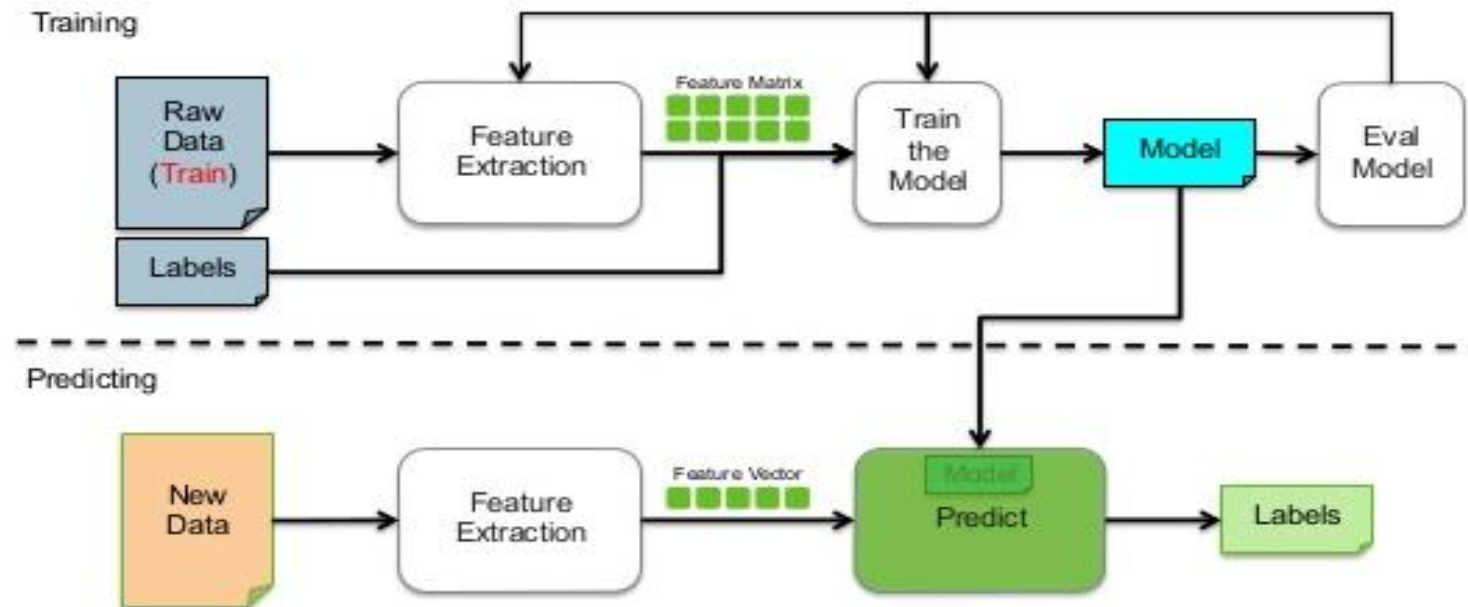 Training
Raw
Data
(Train)
Labels
Feature
Extraction
Feature Matrix
Train
the
Model
Model
Eval
Model
Predicting
New
Data
Feature
Extraction
Feature Vector
Model
Predict
Labels